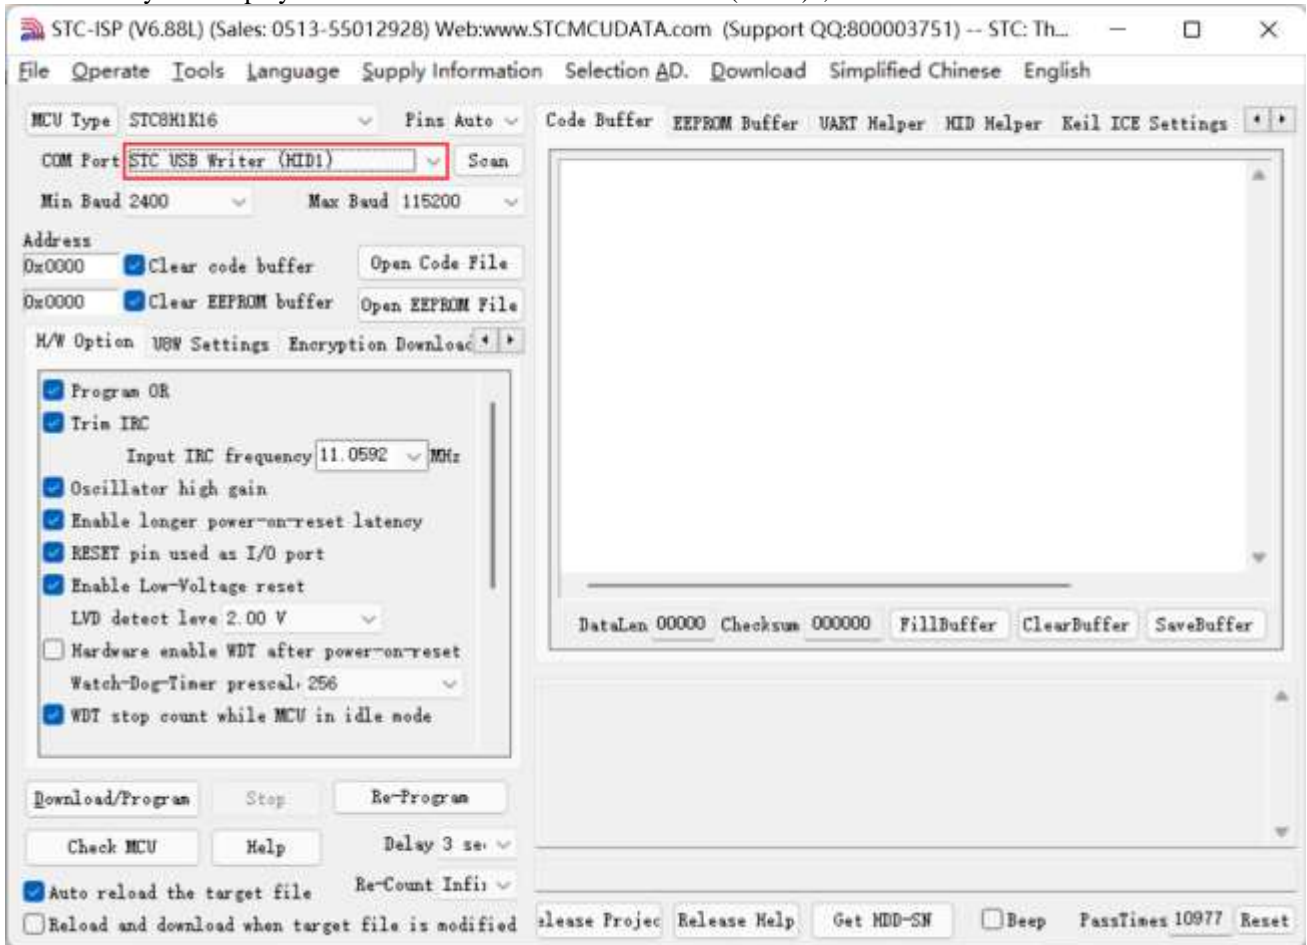 STC-ISP (V6.88L) (Sales: 0513-55012928) Web:www.STCMCUDATA.com (Support QQ:800003751) -- STC: Th...
File Operate Tools Language Supply Information Selection AD. Download Simplified Chinese English
MCU Type STC8H1K16 Pins Auto
COM Port STC USB Writer (HID1) Scan
Min Baud 2400 Max Baud 115200
Address
0x0000 Clear code buffer Open Code File
0x0000 Clear EEPROM buffer Open EEPROM File
H/W Option U8W Settings Encryption Download
Program OR
Trim IRC
Input IRC frequency 11.0592 MHz
Oscillator high gain
Enable longer power-on-reset latency
RESET pin used as I/O port
Enable Low-Voltage reset
LVD detect leve 2.00 V
Hardware enable WDT after power-on-reset
Watch-Dog-Timer prescal 256
WDT stop count while MCU in idle mode
Download/Program Stop Re-Program
Check MCU Help Delay 3 se
Auto reload the target file Re-Count Infi
Reload and download when target file is modified
Code Buffer EEPROM Buffer UART Helper HID Helper Keil ICE Settings
DataLen 00000 Checksum 000000 FillBuffer ClearBuffer SaveBuffer
elease Projec Release Help Get HDD-SN Beep PassTimes 10977 Reset